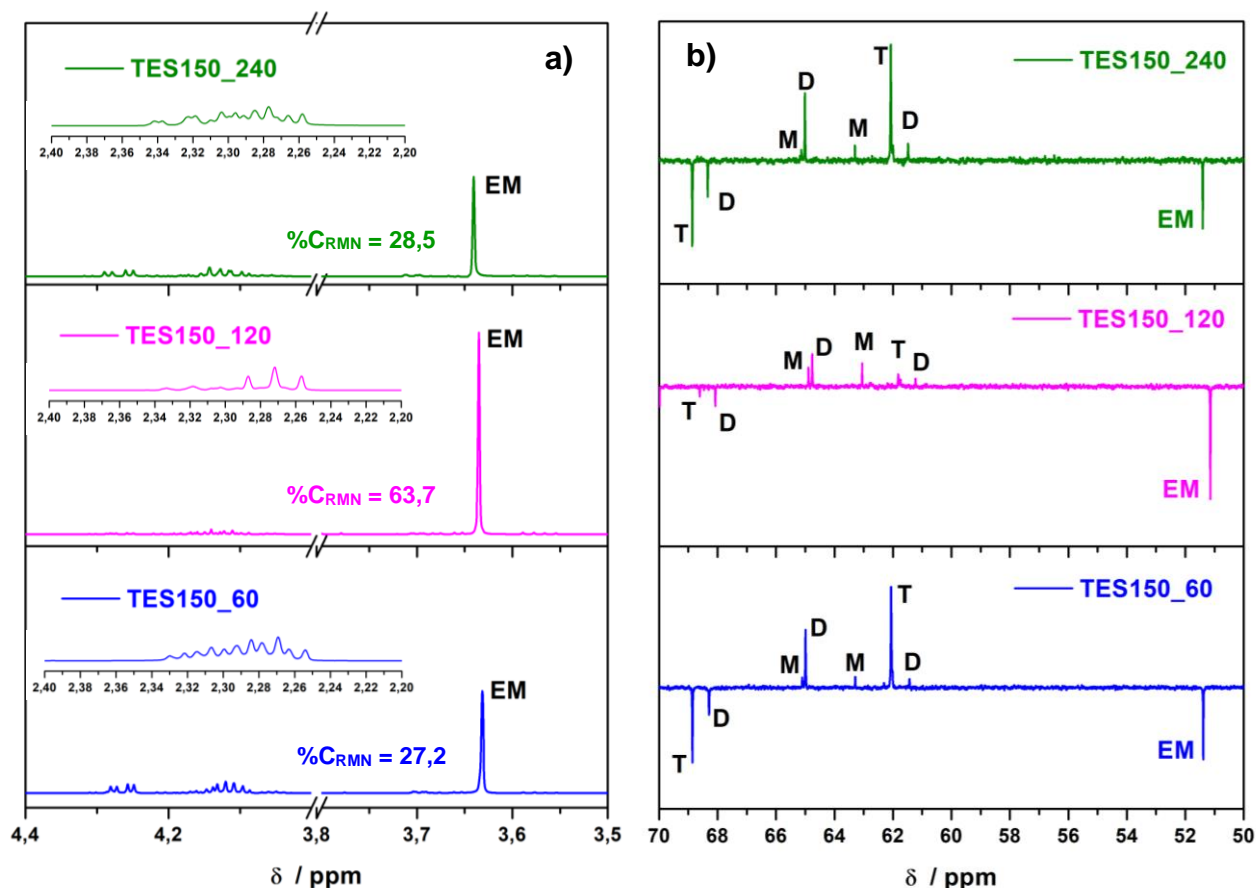 a)
TES150_240
2,40 2,38 2,36 2,34 2,32 2,30 2,28 2,26 2,24 2,22 2,20
EM
%CRMN = 28,5
TES150_120
2,40 2,38 2,36 2,34 2,33 2,30 2,28 2,26 2,24 2,22 2,20
EM
%CRMN = 63,7
TES150_60
2,40 2,38 2,36 2,34 2,32 2,30 2,28 2,26 2,24 2,22 2,20
EM
%CRMN = 27,2
4,4 4,2 3,8 3,7 3,6 3,5
δ / ppm
b)
TES150_240
T
D
M M D
D
T
EM
TES150_120
M D M T D
T D
EM
TES150_60
T
D
M M D
D
T
EM
70 68 66 64 62 60 58 56 54 52 50
δ / ppm